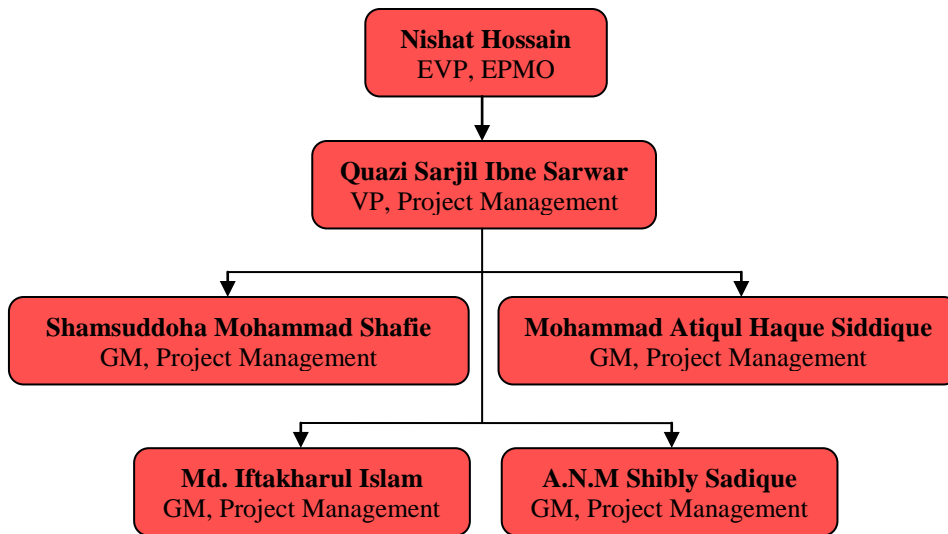 Nishat Hossain
EVP, EPMO
Quazi Sarjil Ibne Sarwar
VP, Project Management
Shamsuddoha Mohammad Shafie
GM, Project Management
Mohammad Atiqul Haque Siddique
GM, Project Management
Md. Iftakharul Islam
GM, Project Management
A.N.M Shibly Sadique
GM, Project Management